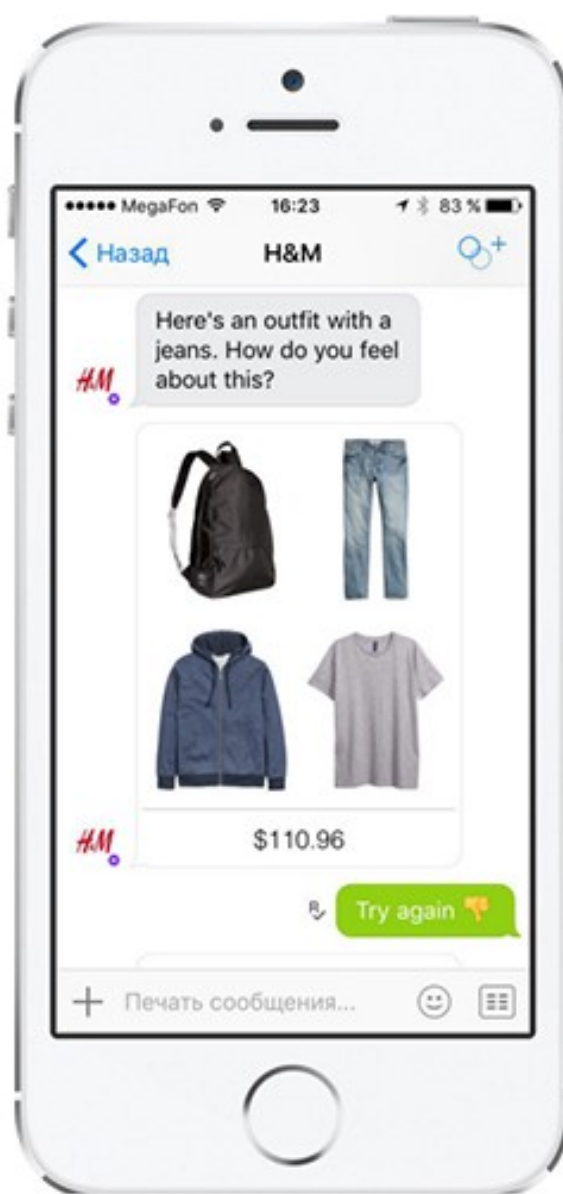 MegaFon 16:23 83 %
Назад H&M
Here's an outfit with a
jeans. How do you feel
about this?
H&M
$110.96
H&M
Try again 👎
Печать сообщения...